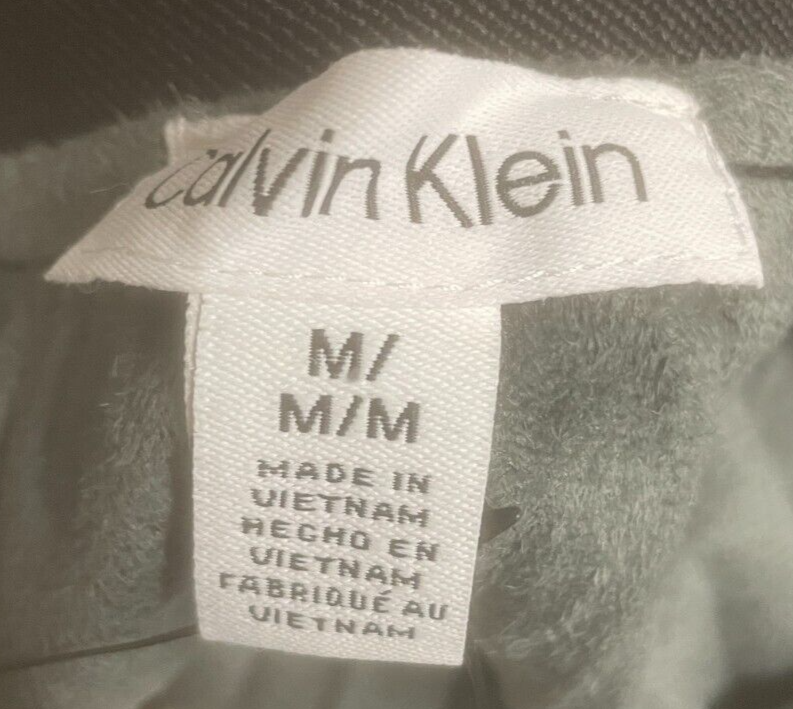 Calvin Klein
M/
M/M
MADE IN
VIETNAM
HECHO EN
VIETNAM
FABRIQUÉ AU
VIETNAM